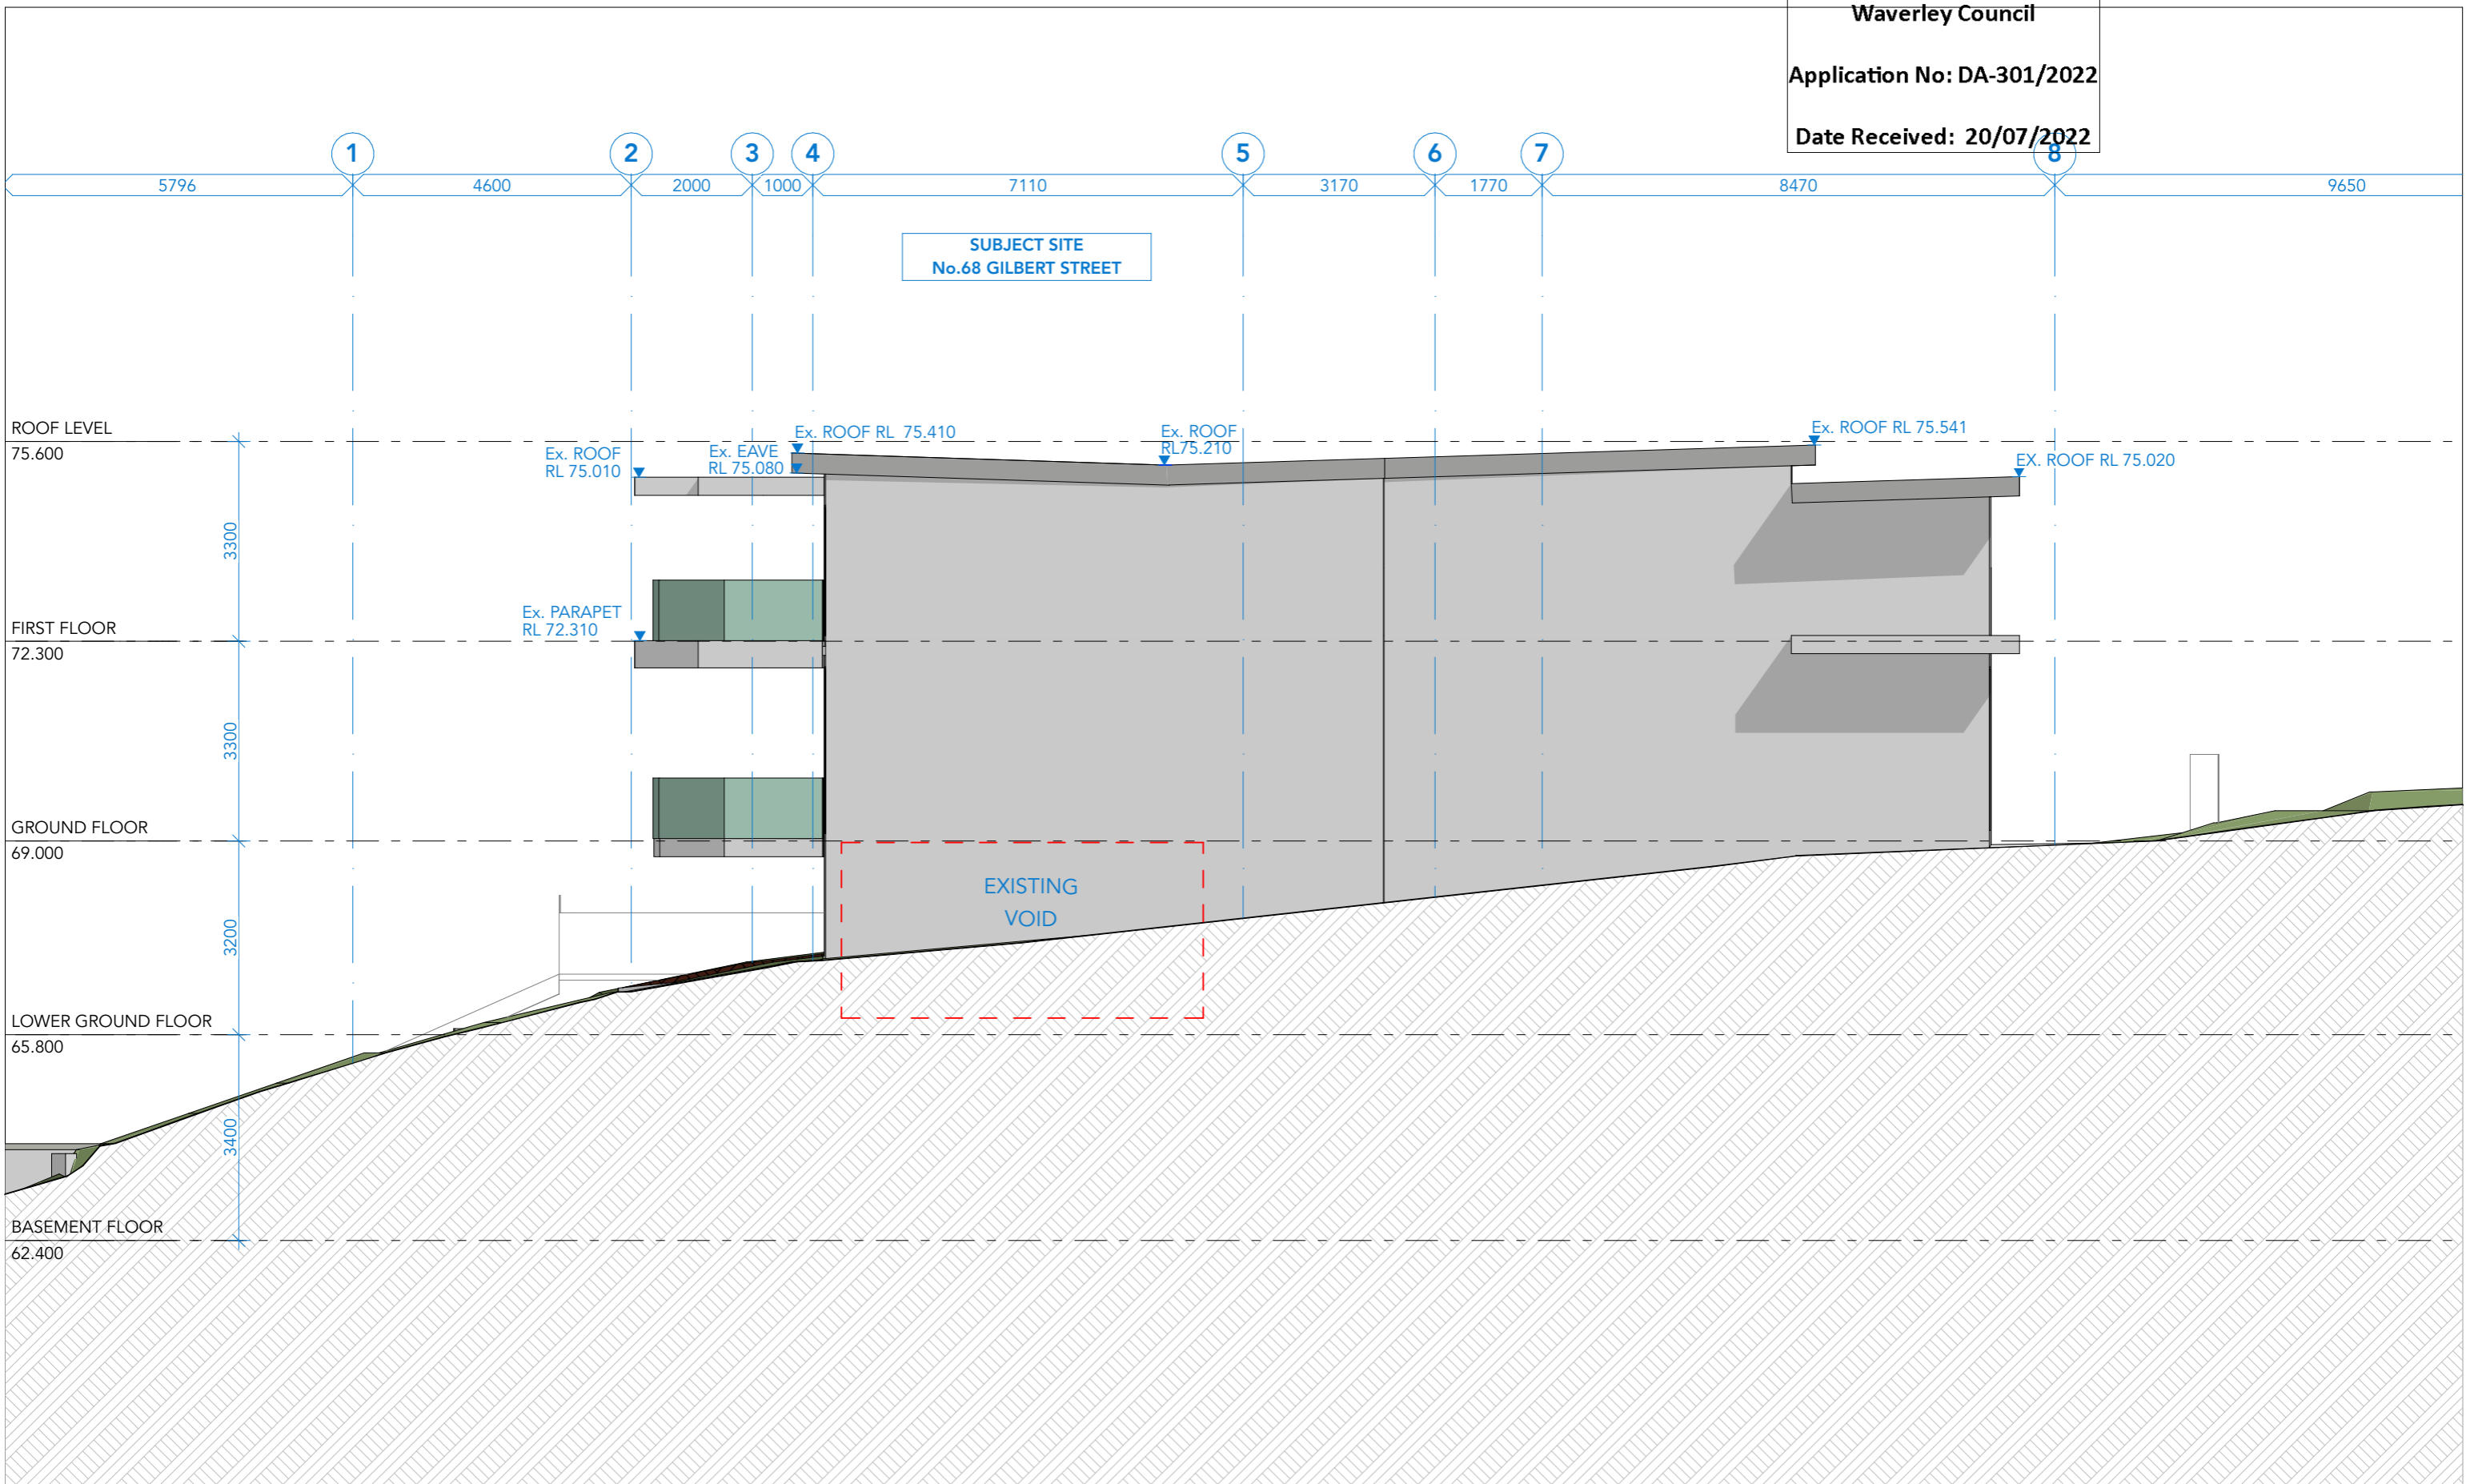 Waverley Council
Application No: DA-301/2022
Date Received: 20/07/2022
1
2
3
4
5
6
7
8
5796
4600
2000
1000
7110
3170
1770
8470
9650
SUBJECT SITE
No.68 GILBERT STREET
ROOF LEVEL
75.600
Ex. ROOF
RL 75.010
Ex. EAVE
RL 75.080
Ex. ROOF RL 75.410
Ex. ROOF
RL75.210
Ex. ROOF RL 75.541
EX. ROOF RL 75.020
3300
Ex. PARAPET
RL 72.310
FIRST FLOOR
72.300
3300
GROUND FLOOR
69.000
EXISTING
VOID
3200
LOWER GROUND FLOOR
65.800
3400
BASEMENT FLOOR
62.400